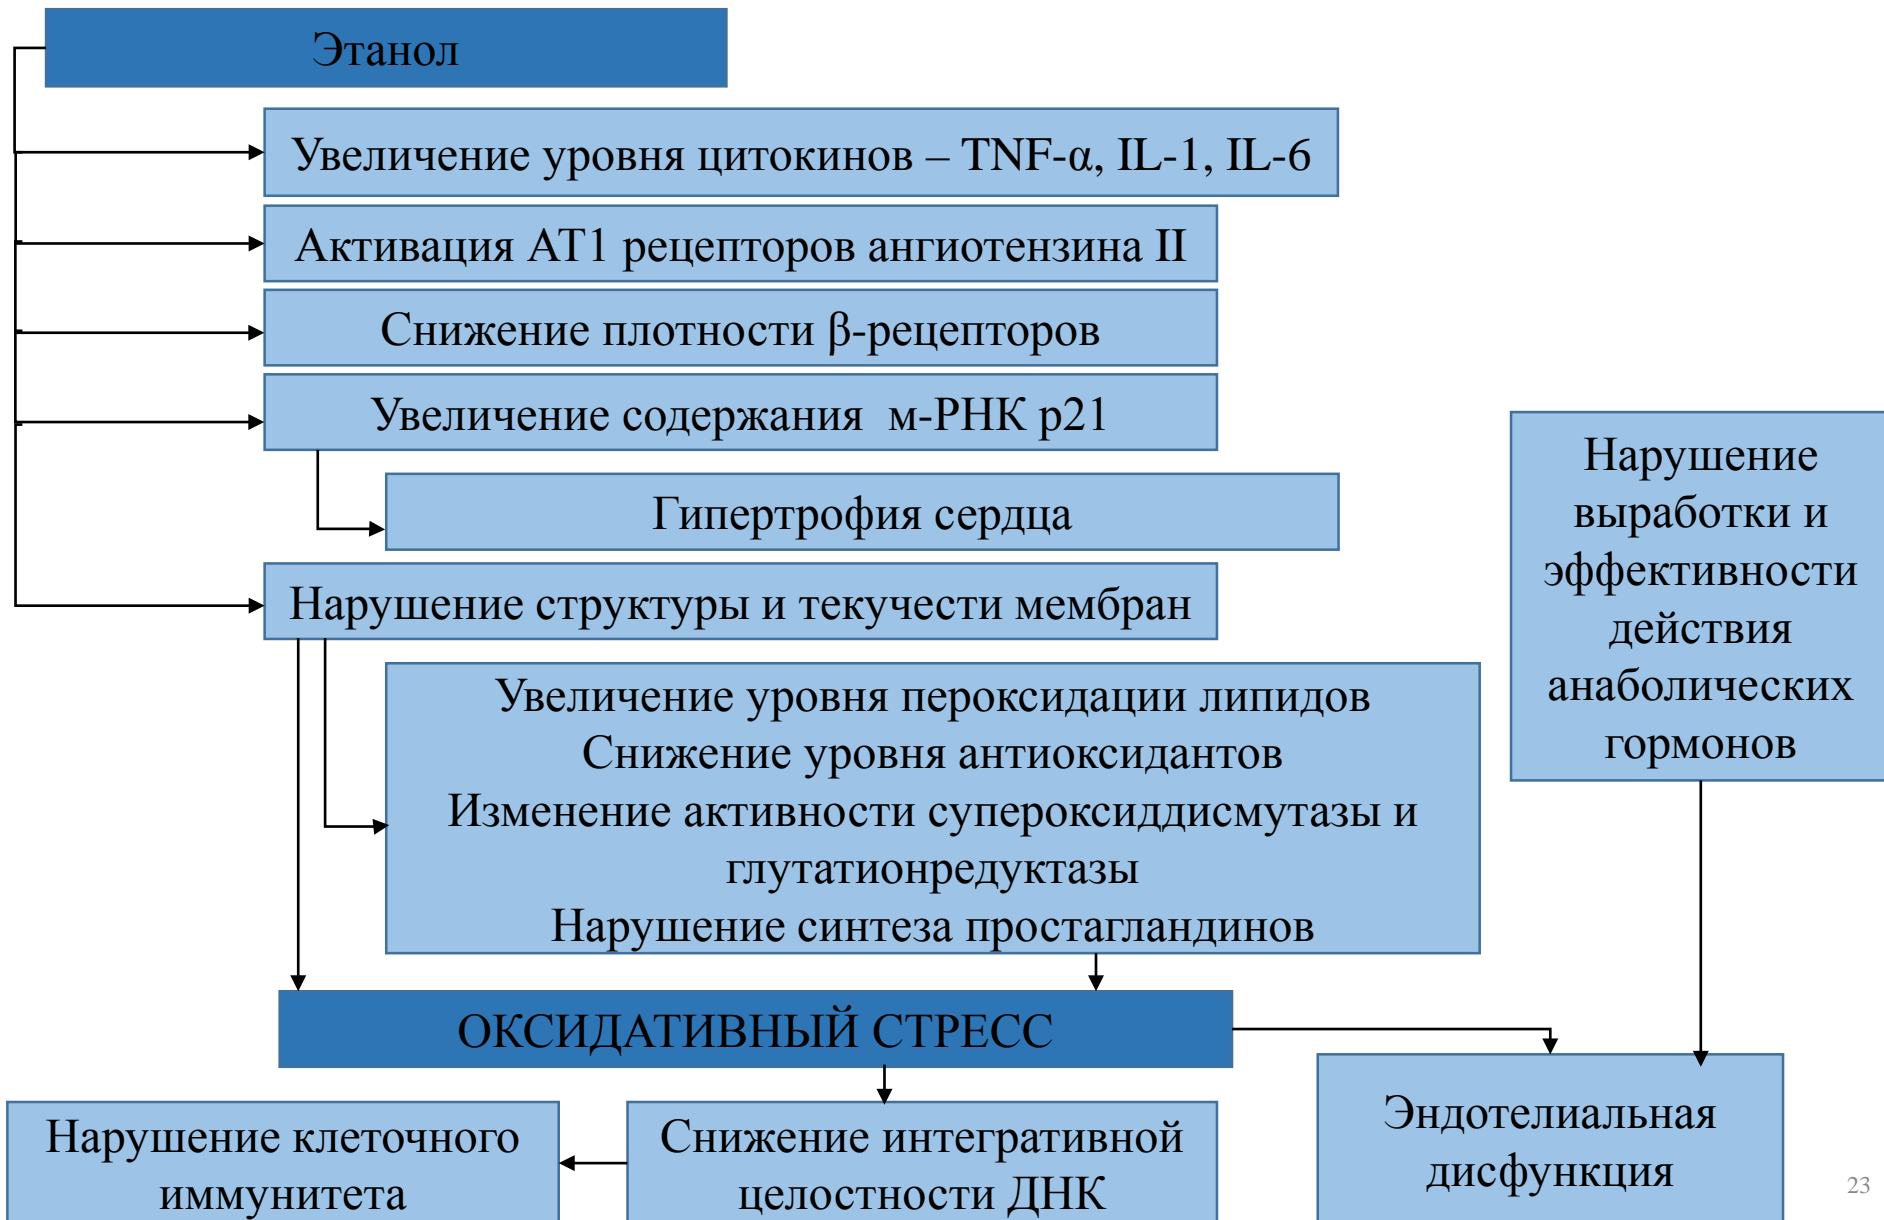 Этанол
Увеличение уровня цитокинов – TNF-α, IL-1, IL-6
Активация АТ1 рецепторов ангиотензина II
Снижение плотности β-рецепторов
Увеличение содержания  м-РНК р21
Гипертрофия сердца
Нарушение структуры и текучести мембран
Увеличение уровня пероксидации липидов
Снижение уровня антиоксидантов
Изменение активности супероксиддисмутазы и
глутатионредуктазы
Нарушение синтеза простагландинов
Нарушение
выработки и
эффективности
действия
анаболических
гормонов
ОКСИДАТИВНЫЙ СТРЕСС
Нарушение клеточного
иммунитета
Снижение интегративной
целостности ДНК
Эндотелиальная
дисфункция
23